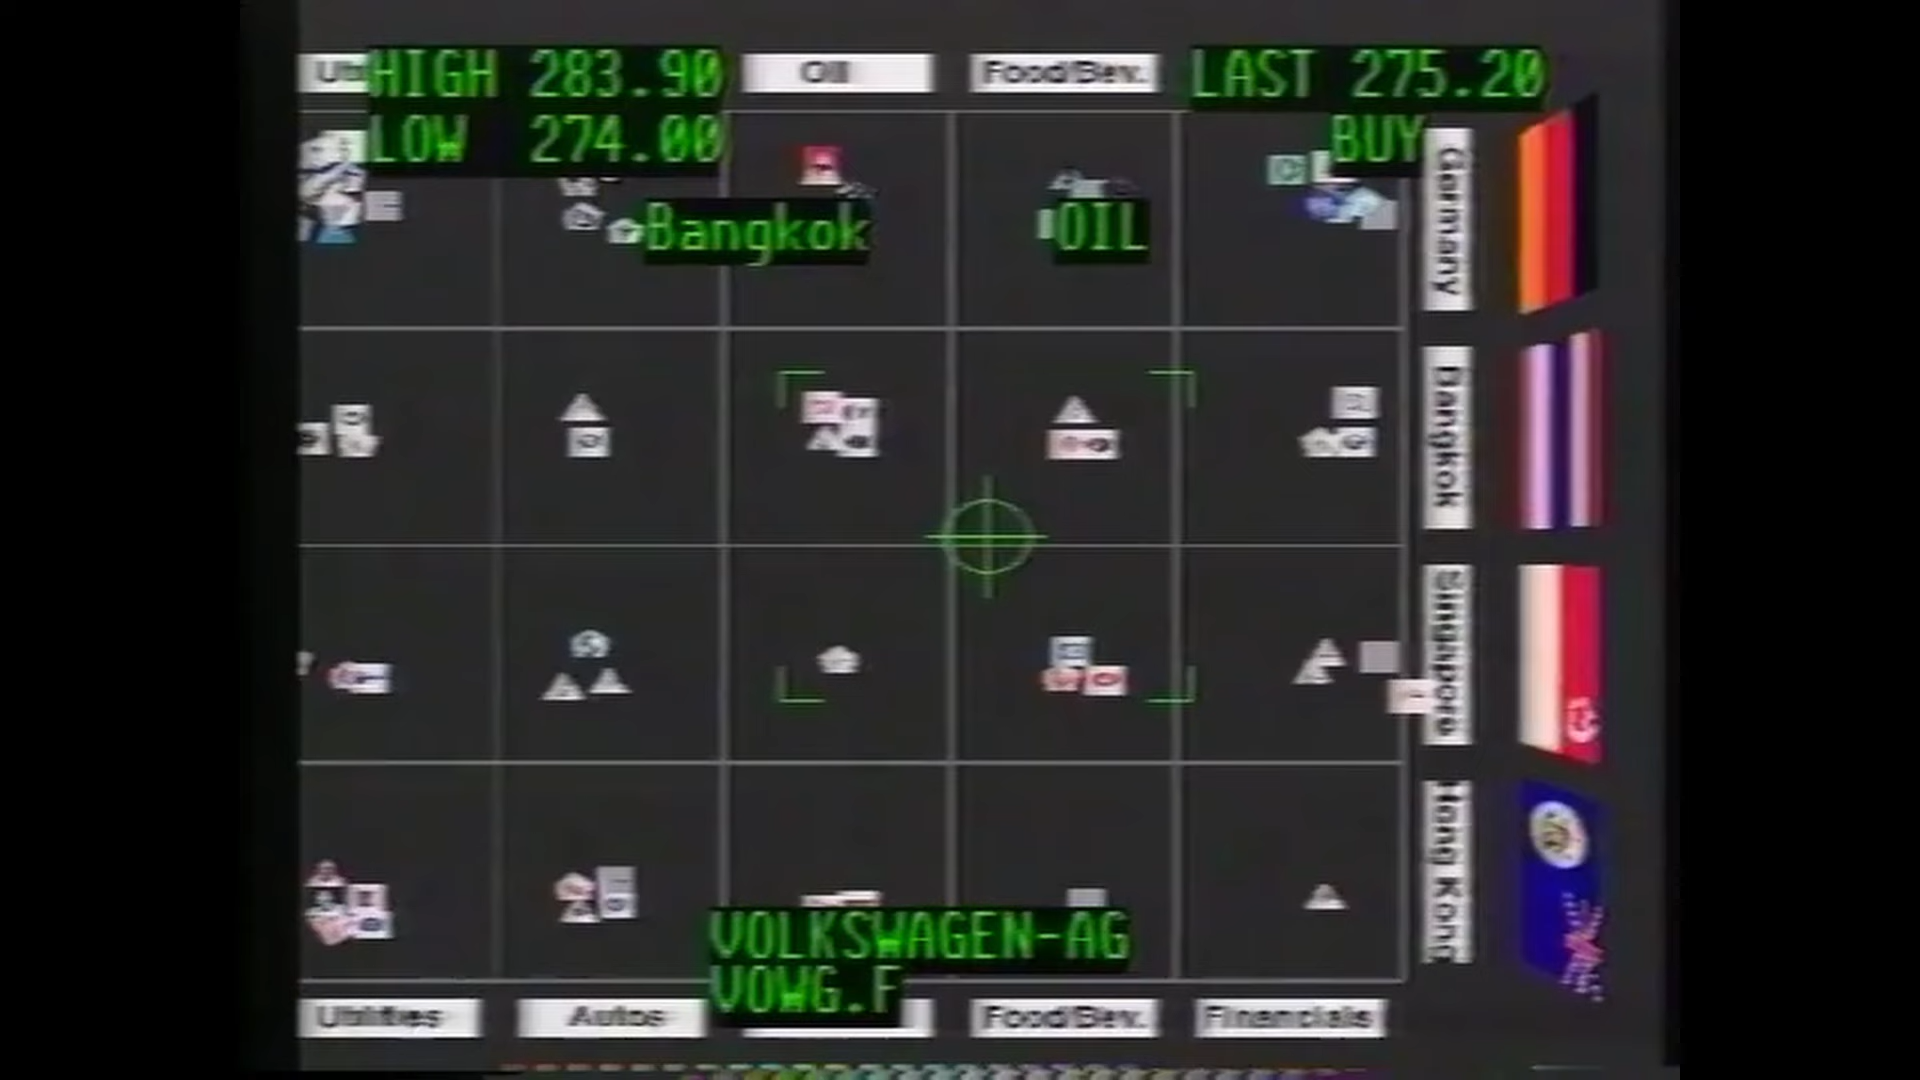 HIGH 283.90
Oil
Food/Bev.
LAST 275.20
LOW 274.00
BUY
Bangkok
OIL
Germany
Bangkok
Singapore
Hong Kong
VOLKSWAGEN-AG
VOWG.F
Utilities
Autos
Food/Bev.
Financials